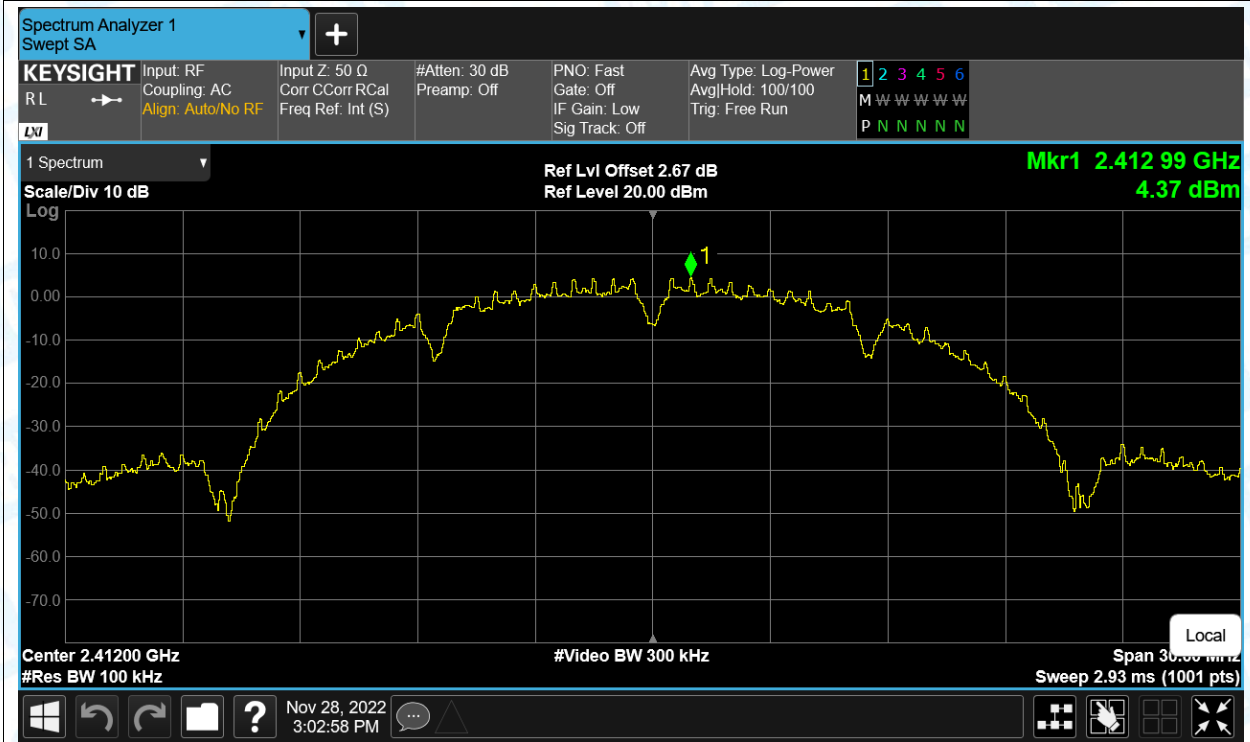 Spectrum Analyzer 1
Swept SA
+
KEYSIGHT
R L
LXI
Input: RF
Coupling: AC
Align: Auto/No RF
Input Z: 50 Ω
Corr CCorr RCal
Freq Ref: Int (S)
#Atten: 30 dB
Preamp: Off
PNO: Fast
Gate: Off
IF Gain: Low
Sig Track: Off
Avg Type: Log-Power
Avg|Hold: 100/100
Trig: Free Run
1 2 3 4 5 6
M W W W W W W
P N N N N N N
1 Spectrum
Scale/Div 10 dB
Ref Lvl Offset 2.67 dB
Ref Level 20.00 dBm
Mkr1 2.412 99 GHz
4.37 dBm
Log
1
10.0
0.00
-10.0
-20.0
-30.0
-40.0
-50.0
-60.0
-70.0
Local
Center 2.41200 GHz
#Video BW 300 kHz
Span 30.00 MHz
#Res BW 100 kHz
Sweep 2.93 ms (1001 pts)
?
Nov 28, 2022
3:02:58 PM